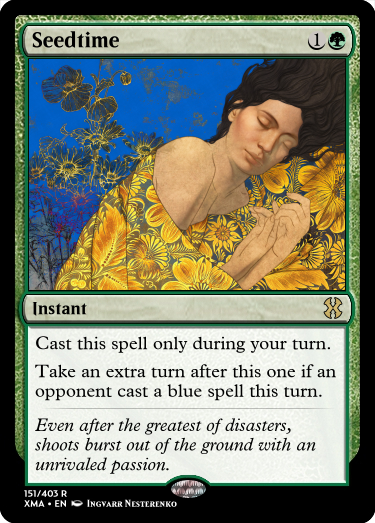 Seedtime 1
Instant
Cast this spell only during your turn.
Take an extra turn after this one if an
opponent cast a blue spell this turn.
Even after the greatest of disasters,
shoots burst out of the ground with an
unrivaled passion.
151/403 R
XMA • EN Ingvarr Nesterenko